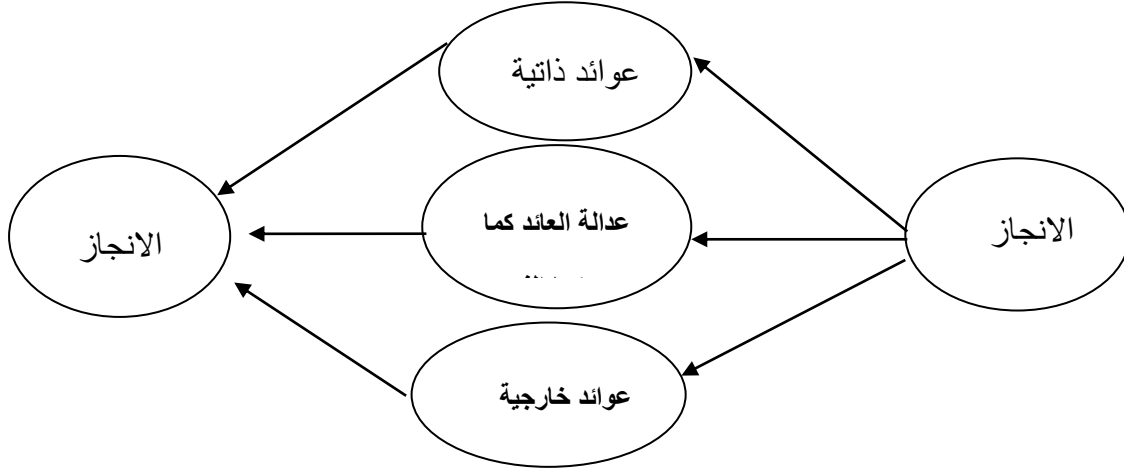 عوائد ذاتية
الانجاز
عدالة العائد كما
الانجاز
عوائد خارجية